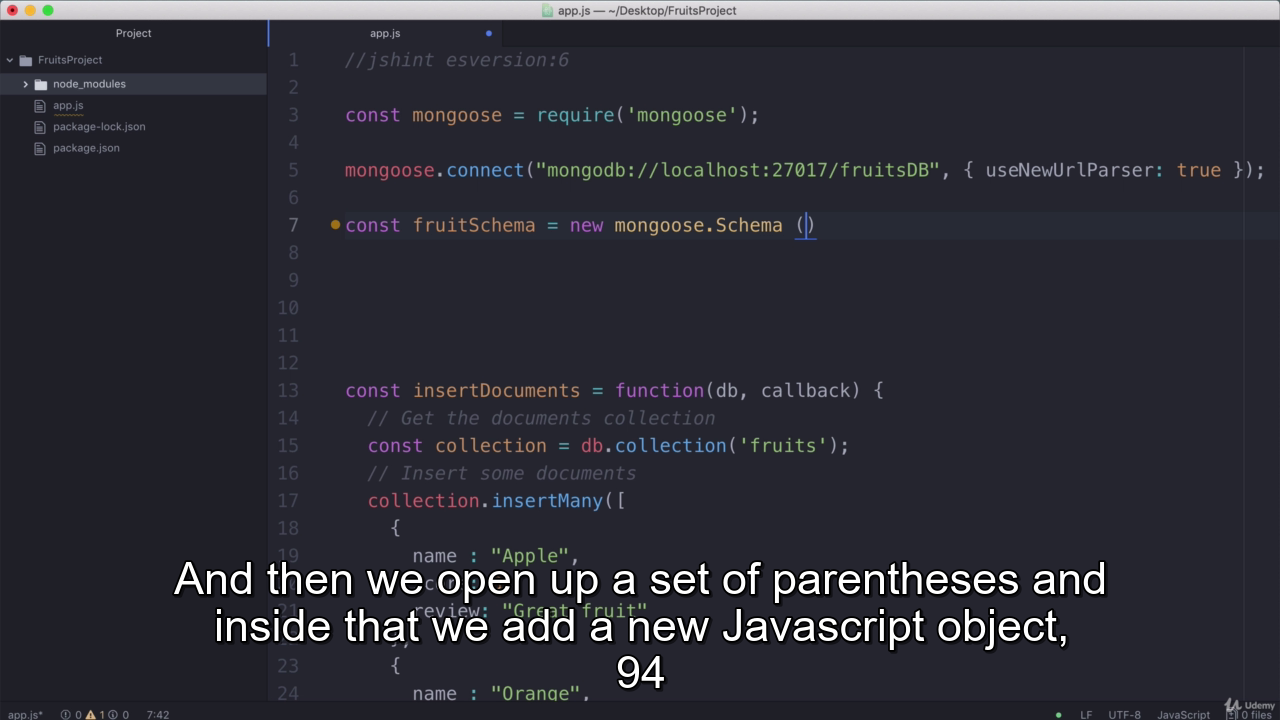 app.js — ~/Desktop/FruitsProject
Project
app.js
FruitsProject
node_modules
app.js
package-lock.json
package.json
1 //jshint esversion:6
2
3 const mongoose = require('mongoose');
4
5 mongoose.connect("mongodb://localhost:27017/fruitsDB", { useNewUrlParser: true });
6
7 const fruitSchema = new mongoose.Schema ()
8
9
10
11
12
13 const insertDocuments = function(db, callback) {
14 // Get the documents collection
15 const collection = db.collection('fruits');
16 // Insert some documents
17 collection.insertMany([
18 {
19 name : "Apple",
review: "Great fruit"
23 {
24 name : "Orange",
And then we open up a set of parentheses and
inside that we add a new Javascript object,
94
app.js* 0 1 0 7:42 LF UTF-8 JavaScript 0 files
Udemy